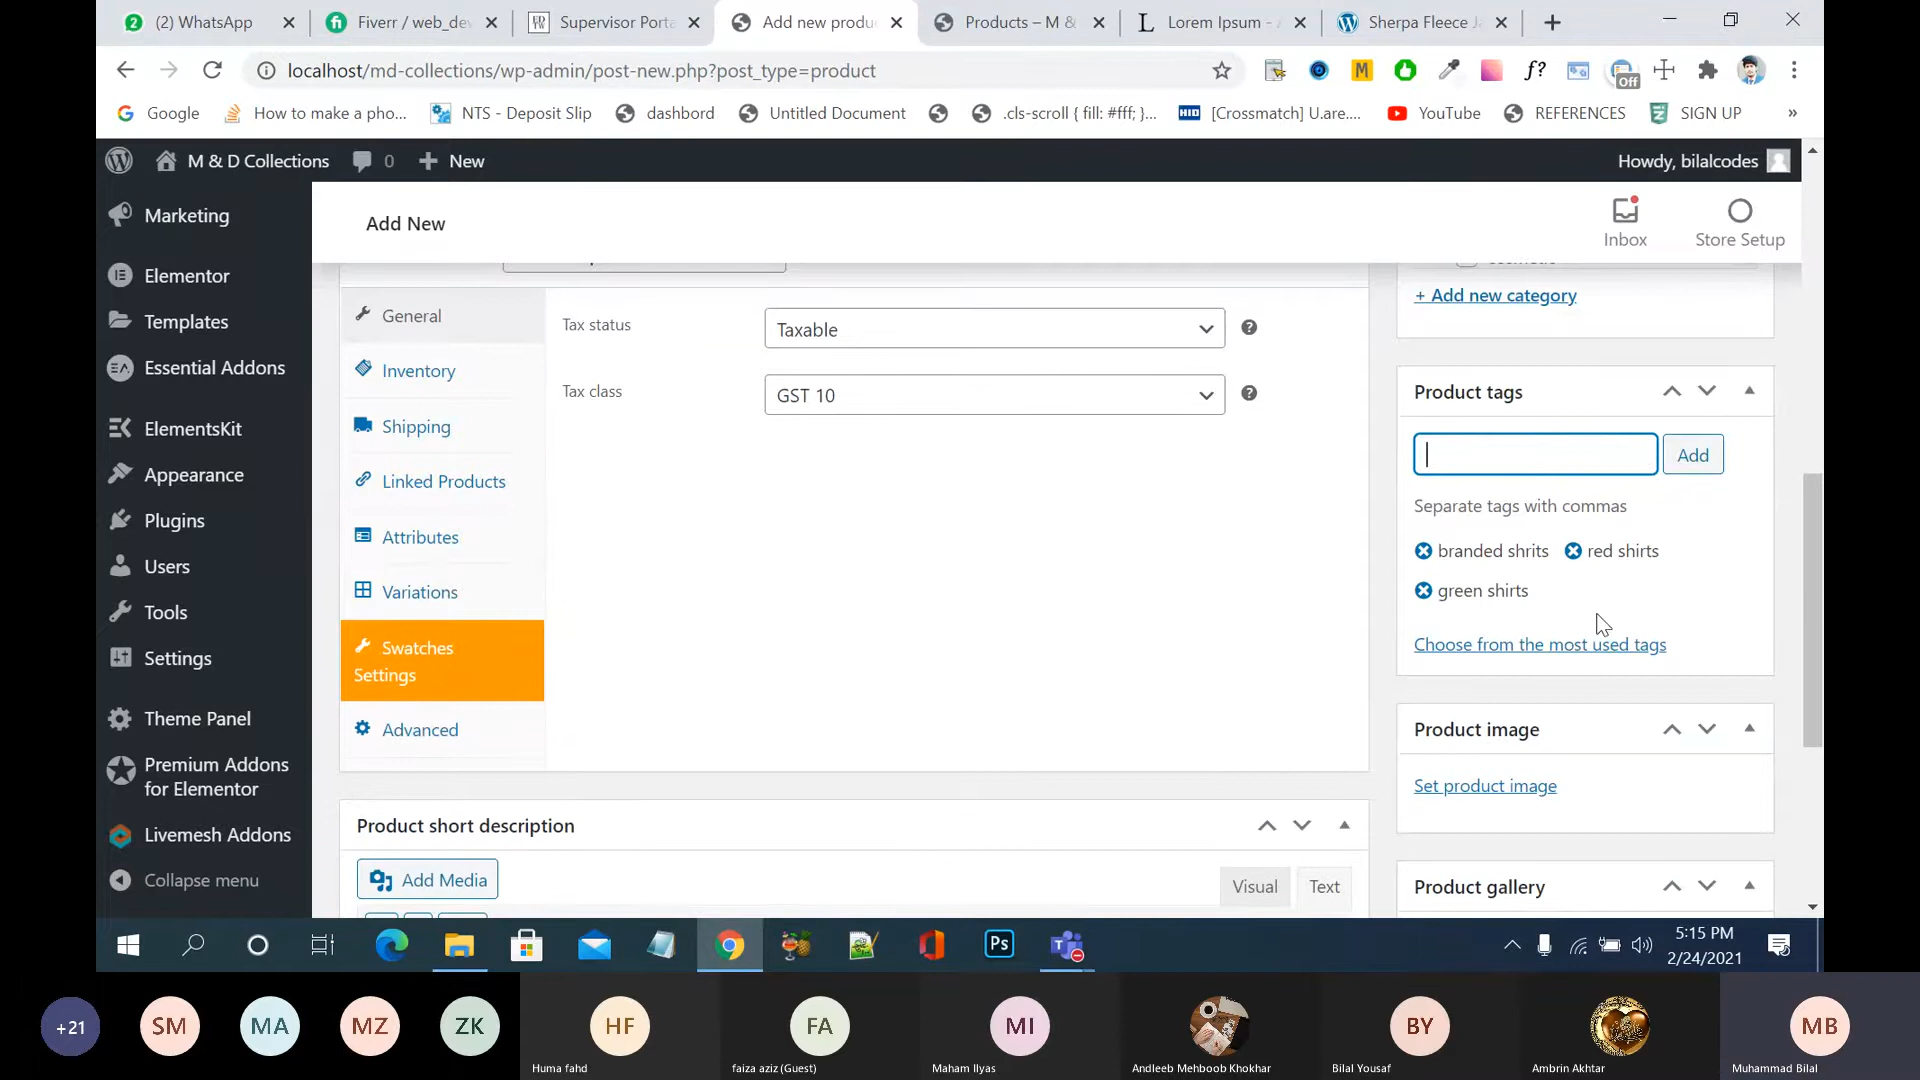 (2) WhatsApp
Fiverr / web_dev
Supervisor Porta
Add new produ
Products – M &
Lorem Ipsum - A
Sherpa Fleece Ja
localhost/md-collections/wp-admin/post-new.php?post_type=product
Off
Google
How to make a pho...
NTS - Deposit Slip
dashbord
Untitled Document
.cls-scroll { fill: #fff; }...
HID
[Crossmatch] U.are....
YouTube
REFERENCES
SIGN UP
»
M & D Collections
0
New
Howdy, bilalcodes
Marketing
Elementor
Templates
Essential Addons
ElementsKit
Appearance
Plugins
Users
Tools
Settings
Theme Panel
Premium Addons
for Elementor
Livemesh Addons
Collapse menu
Add New
Inbox
Store Setup
General
Inventory
Shipping
Linked Products
Attributes
Variations
Swatches
Settings
Advanced
Tax status
Taxable
Tax class
GST 10
Product short description
Add Media
Visual
Text
+ Add new category
Product tags
Add
Separate tags with commas
branded shrits
red shirts
green shirts
Choose from the most used tags
Product image
Set product image
Product gallery
Ps
5:15 PM
2/24/2021
+21
SM
MA
MZ
ZK
HF
Huma fahd
FA
faiza aziz (Guest)
MI
Maham Ilyas
Andleeb Mehboob Khokhar
BY
Bilal Yousaf
Ambrin Akhtar
MB
Muhammad Bilal